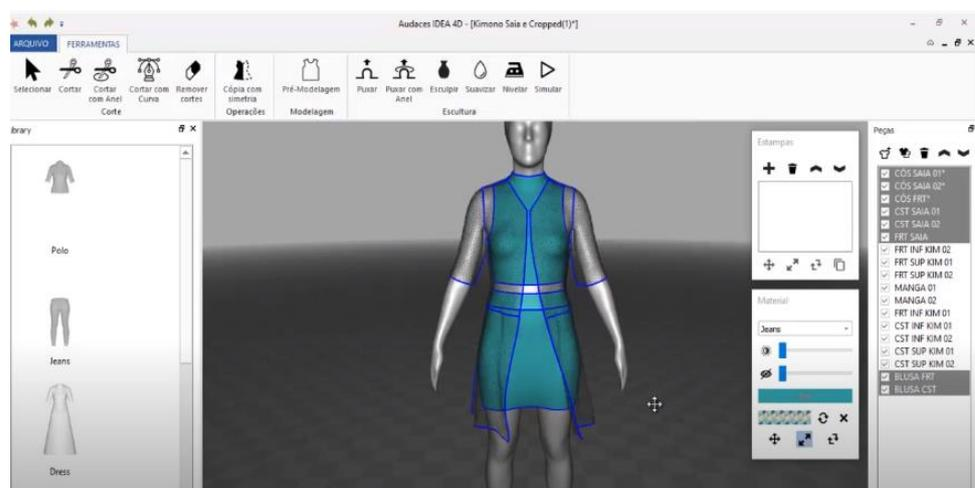 Audaces IDEA 4D - [Kimono Saia e Cropped(1)*]
ARQUIVO FERRAMENTAS
Selecionar Cortar Cortar com Anel Cortar com Curva Remover cortes Cópia com simetria Pré-Modelagem Puxar Puxar com Anel Esculpir Suavizar Nivelar Simular
Corte Operações Modelagem Escultura
ibrary
Polo
Jeans
Dress
Estampas
Material
Jeans
Peças
CÓS SAIA 01*
CÓS SAIA 02*
CÓS FRT*
CST SAIA 01
CST SAIA 02
FRT SAIA
FRT INF KIM 02
FRT SUP KIM 01
FRT SUP KIM 02
MANGA 01
MANGA 02
FRT INF KIM 01
CST INF KIM 01
CST INF KIM 02
CST SUP KIM 01
CST SUP KIM 02
BLUSA FRT
BLUSA CST